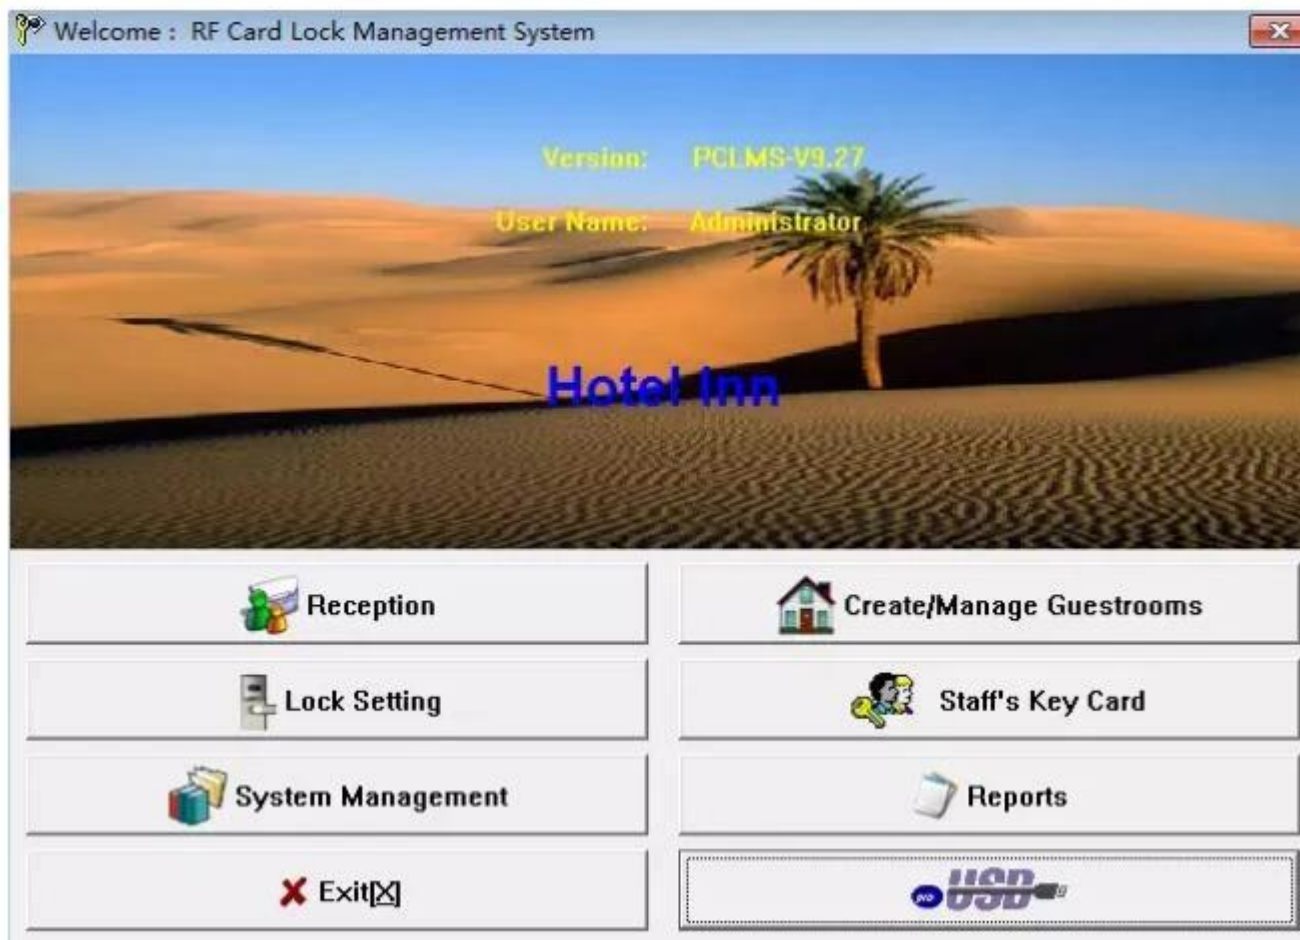 Welcome : RF Card Lock Management System
Version: PCLMS-V9.27
User Name: Administrator
Hotel Inn
Reception
Create/Manage Guestrooms
Lock Setting
Staff's Key Card
System Management
Reports
Exit[X]
pro USB